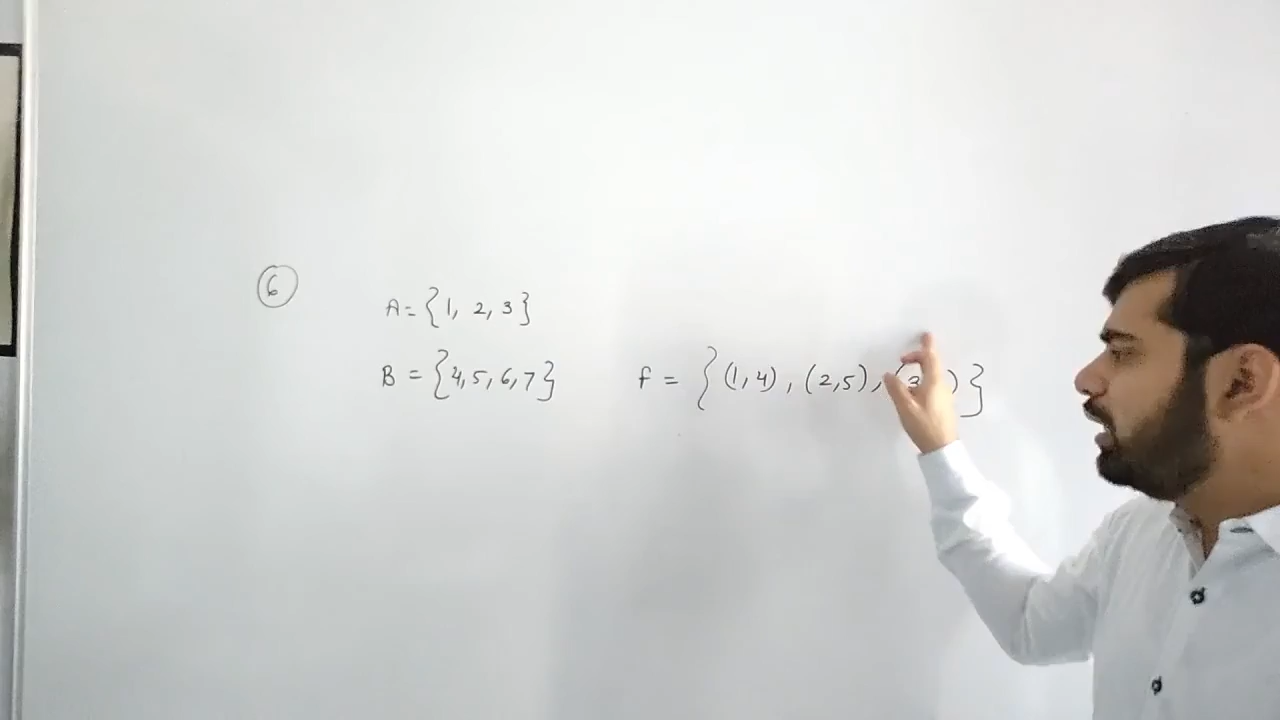 6
A = {1, 2, 3}
B = {4, 5, 6, 7} f = {(1, 4), (2, 5), ( )}